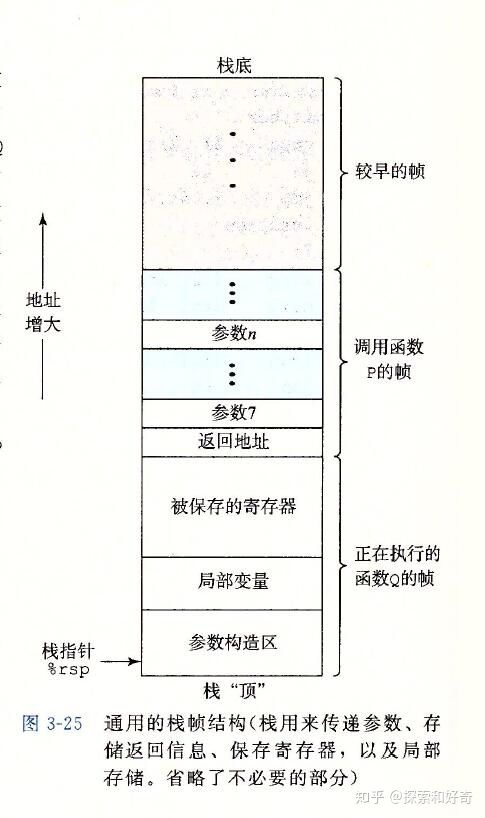 栈底
较早的帧
地址
增大
参数n
调用函数
P的帧
参数7
返回地址
被保存的寄存器
正在执行的
函数Q的帧
局部变量
参数构造区
栈指针
%rsp
栈“顶”
图 3-25 通用的栈帧结构(栈用来传递参数、存
储返回信息、保存寄存器，以及局部
存储。省略了不必要的部分)
知乎 @探索和好奇